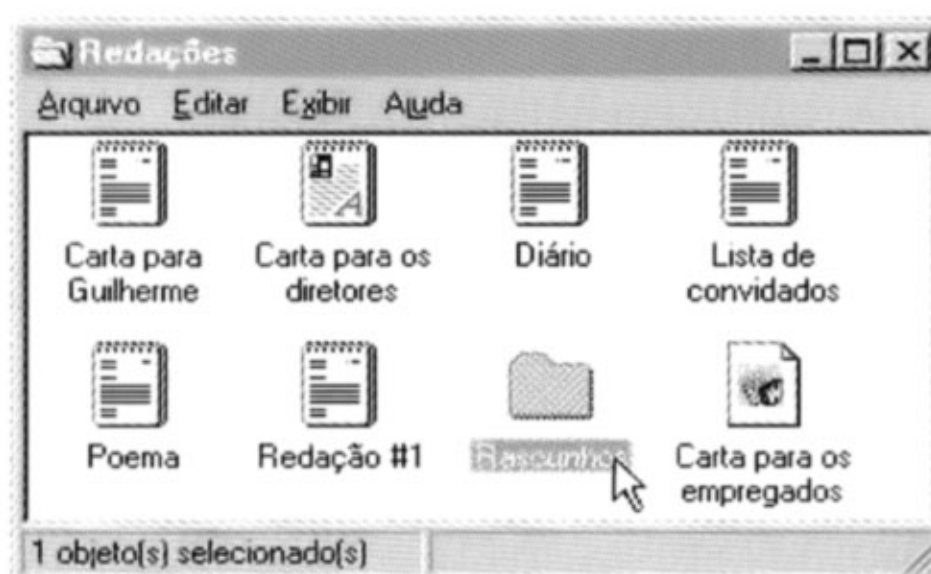 Redações
Arquivo Editar Exibir Ajuda
Carta para Guilherme
Carta para os diretores
Diário
Lista de convidados
Poema
Redação #1
Rascunhos
Carta para os empregados
1 objeto(s) selecionado(s)